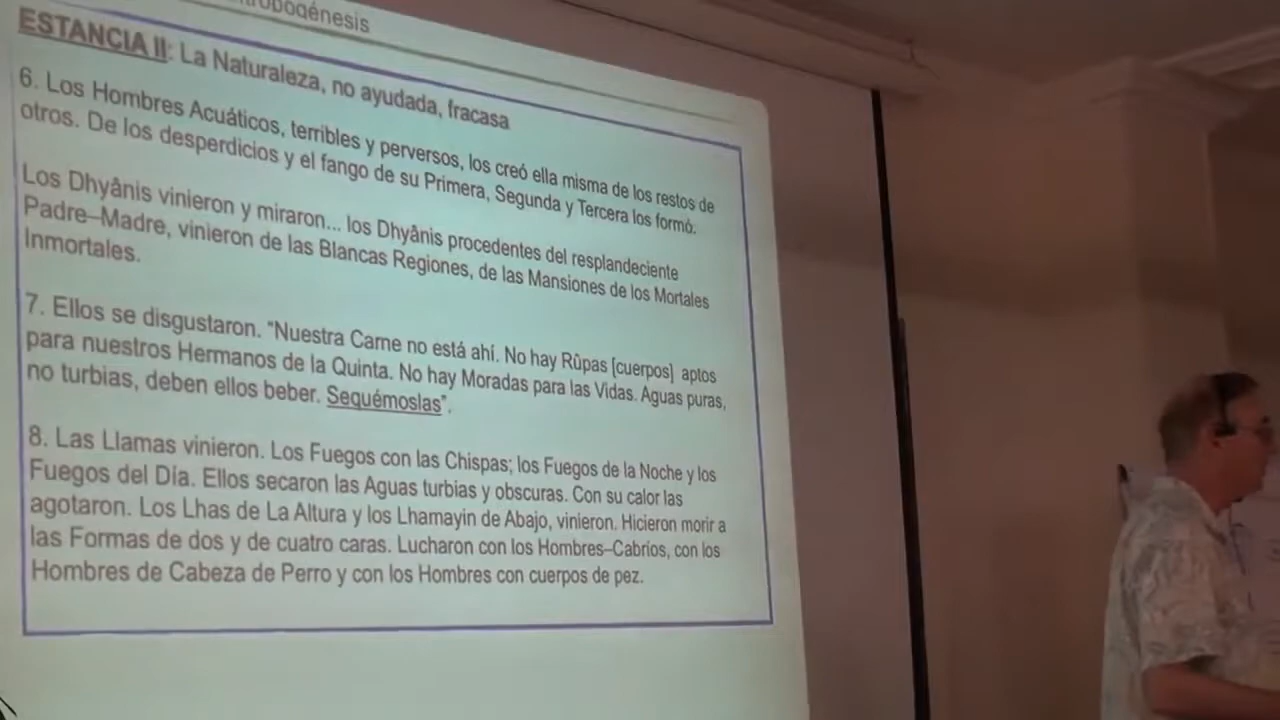 ESTANCIA II: La Naturaleza, no ayudada, fracasa
6. Los Hombres Acuáticos, terribles y perversos, los creó ella misma de los restos de
otros. De los desperdicios y el fango de su Primera, Segunda y Tercera los formó.
Los Dhyânis vinieron y miraron... los Dhyânis procedentes del resplandeciente
Padre–Madre, vinieron de las Blancas Regiones, de las Mansiones de los Mortales
Inmortales.
7. Ellos se disgustaron. "Nuestra Carne no está ahí. No hay Rûpas [cuerpos] aptos
para nuestros Hermanos de la Quinta. No hay Moradas para las Vidas. Aguas puras,
no turbias, deben ellos beber. Sequémoslas".
8. Las Llamas vinieron. Los Fuegos con las Chispas; los Fuegos de la Noche y los
Fuegos del Día. Ellos secaron las Aguas turbias y obscuras. Con su calor las
agotaron. Los Lhas de La Altura y los Lhamayin de Abajo, vinieron. Hicieron morir a
las Formas de dos y de cuatro caras. Lucharon con los Hombres–Cabríos, con los
Hombres de Cabeza de Perro y con los Hombres con cuerpos de pez.